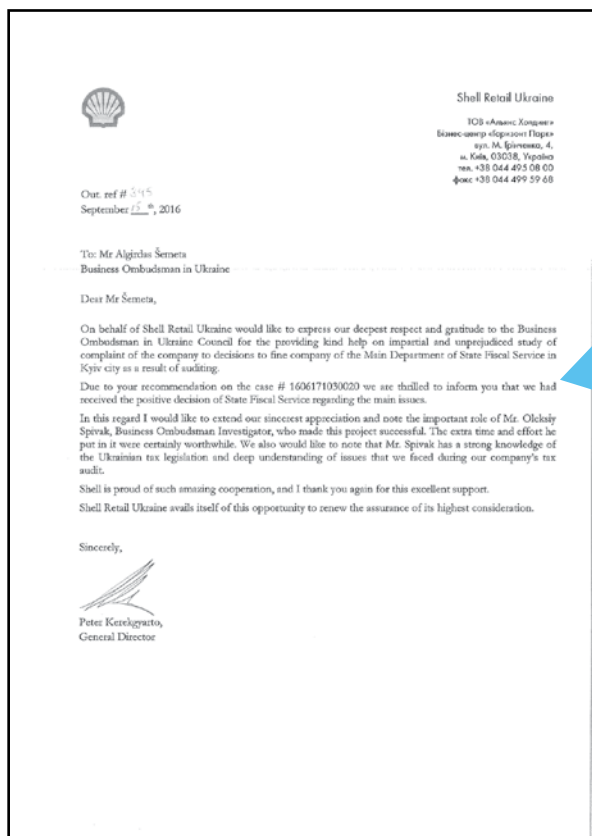 Shell Retail Ukraine
ТОВ «Альянс Холдинг»
Бізнес-центр «Горизонт Парк»
вул. М. Грінченка, 4,
м. Київ, 03038, Україна
тел. +38 044 495 08 00
факс +38 044 499 59 68
Out. ref #
September 15 th, 2016
To: Mr Algirdas Šemeta
Business Ombudsman in Ukraine
Dear Mr Šemeta,
On behalf of Shell Retail Ukraine would like to express our deepest respect and gratitude to the Business
Ombudsman in Ukraine Council for the providing kind help on impartial and unprejudiced study of
complaint of the company to decisions to fine company of the Main Department of State Fiscal Service in
Kyiv city as a result of auditing.
Due to your recommendation on the case # 1606171030020 we are thrilled to inform you that we had
received the positive decision of State Fiscal Service regarding the main issues.
In this regard I would like to extend our sincerest appreciation and note the important role of Mr. Oleksiy
Spivak, Business Ombudsman Investigator, who made this project successful. The extra time and effort he
put in it were certainly worthwhile. We also would like to note that Mr. Spivak has a strong knowledge of
the Ukrainian tax legislation and deep understanding of issues that we faced during our company's tax
audit.
Shell is proud of such amazing cooperation, and I thank you again for this excellent support.
Shell Retail Ukraine avails itself of this opportunity to renew the assurance of its highest consideration.
Sincerely,
Peter Kerekgyarto,
General Director